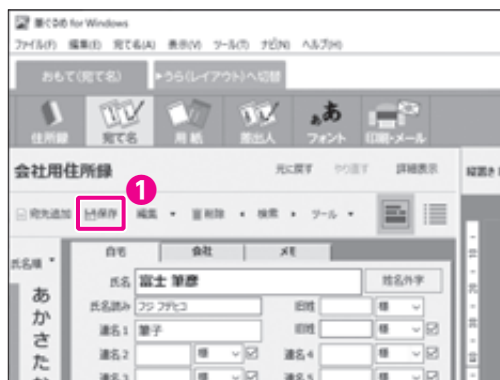 筆ぐるめ for Windows
ファイル(F) 編集(E) 宛て名(A) 表示(V) ツール(T) ナビ(N) ヘルプ(H)
おもて(宛て名) ▶うら(レイアウト)へ切替
住所録 宛て名 用紙 差出人 フォント 印刷・メール
会社用住所録 元に戻す やり直す 詳細表示
1
宛先追加 保存 編集 削除 検索 ツール
自宅 会社 メモ
氏名順
氏名 富士 筆彦 姓名外字
あ
氏名読み フジ フデヒコ 旧姓 様
か
連名1 筆子 旧姓 様
さ
連名2 様 連名4 様
た
連名3 様 連名5 様